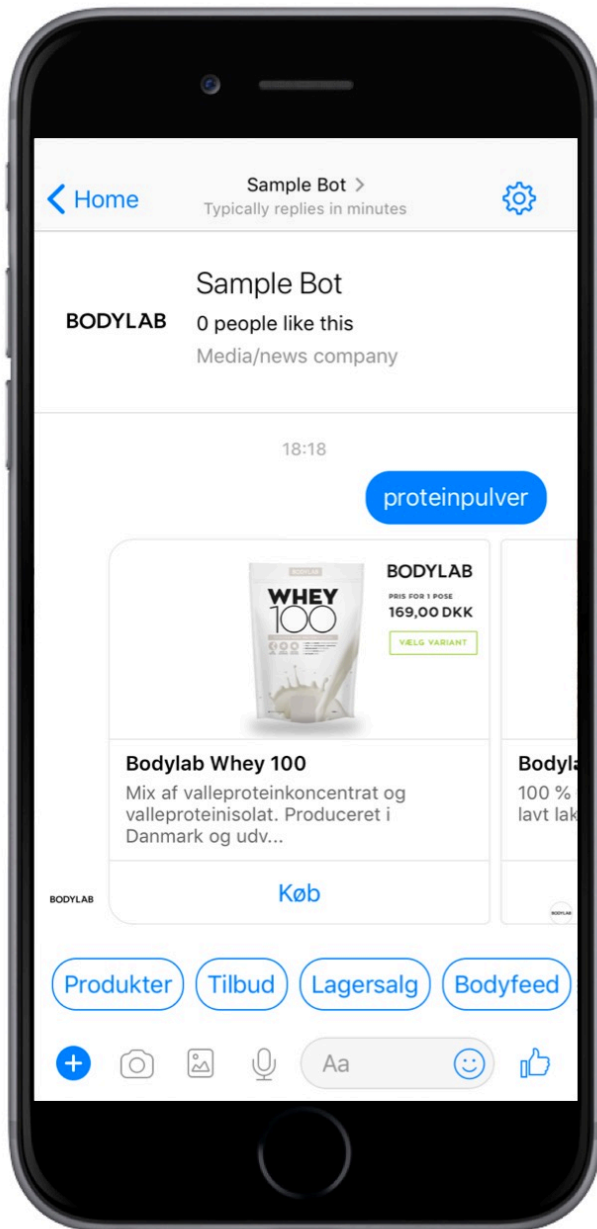 Home
Sample Bot >
Typically replies in minutes
Sample Bot
BODYLAB
0 people like this
Media/news company
18:18
proteinpulver
BODYLAB
WHEY
100
BODYLAB
PRIS FOR 1 POSE
169,00 DKK
VÆLG VARIANT
Bodylab Whey 100
Mix af valleproteinkoncentrat og
valleproteinisolat. Produceret i
Danmark og udv...
Køb
100 %
lavt lak
BODYLAB
BODYLAB
Produkter
Tilbud
Lagersalg
Bodyfeed
Aa